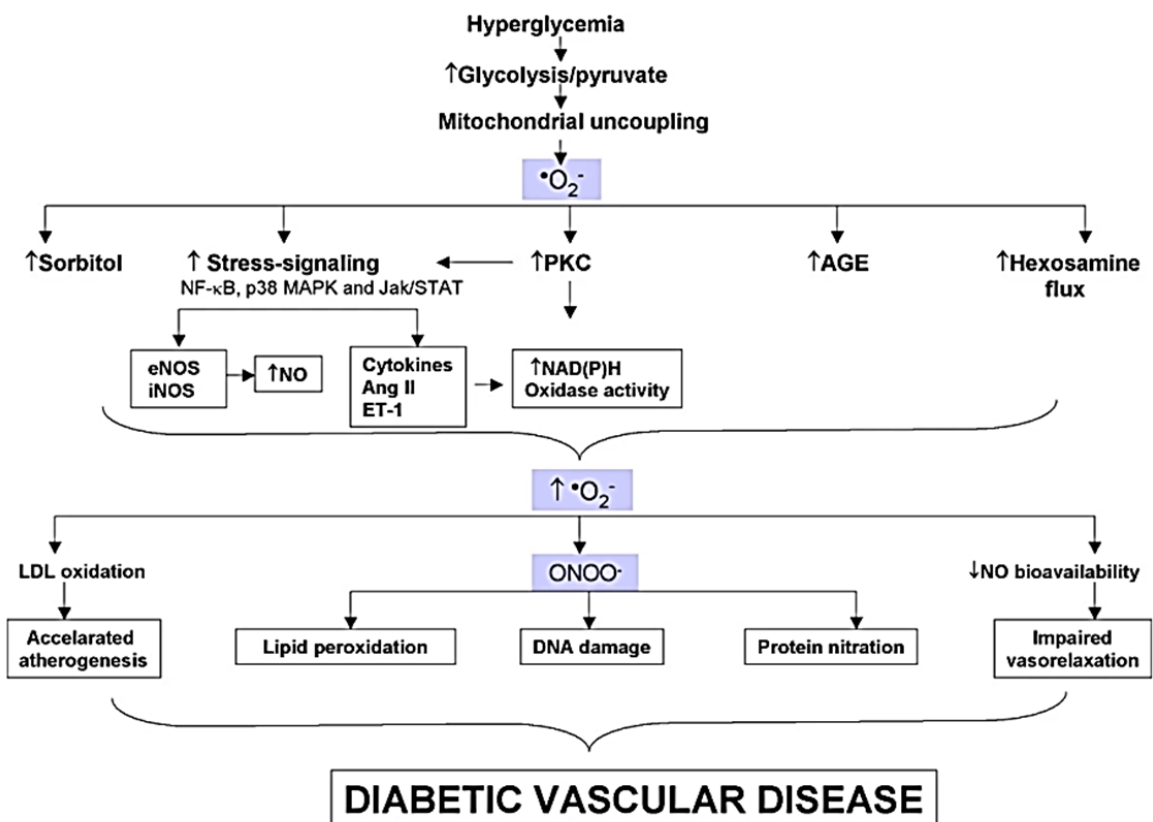 Hyperglycemia
↑Glycolysis/pyruvate
Mitochondrial uncoupling
•O₂⁻
↑Sorbitol
↑ Stress-signaling
NF-κB, p38 MAPK and Jak/STAT
↑PKC
↑AGE
↑Hexosamine
flux
eNOS
iNOS
↑NO
Cytokines
Ang II
ET-1
↑NAD(P)H
Oxidase activity
↑ •O₂⁻
LDL oxidation
ONOO⁻
↓NO bioavailability
Accelarated
atherogenesis
Lipid peroxidation
DNA damage
Protein nitration
Impaired
vasorelaxation
DIABETIC VASCULAR DISEASE